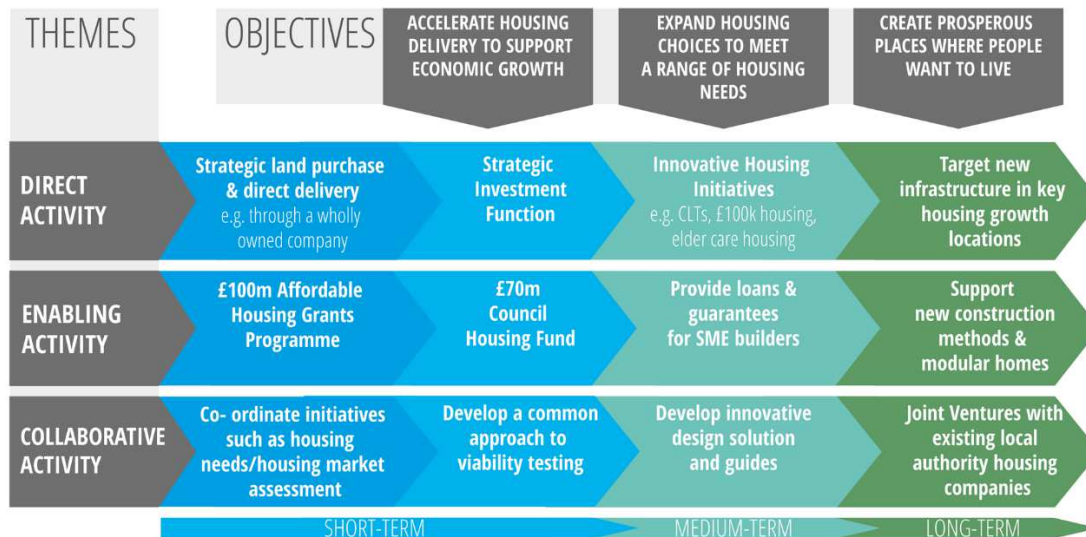 THEMES
OBJECTIVES
ACCELERATE HOUSING
DELIVERY TO SUPPORT
ECONOMIC GROWTH
EXPAND HOUSING
CHOICES TO MEET
A RANGE OF HOUSING
NEEDS
CREATE PROSPEROUS
PLACES WHERE PEOPLE
WANT TO LIVE
DIRECT
ACTIVITY
Strategic land purchase
& direct delivery
e.g. through a wholly
owned company
Strategic
Investment
Function
Innovative Housing
Initiatives
e.g. CLTs, £100k housing,
elder care housing
Target new
infrastructure in key
housing growth
locations
ENABLING
ACTIVITY
£100m Affordable
Housing Grants
Programme
£70m
Council
Housing Fund
Provide loans &
guarantees
for SME builders
Support
new construction
methods &
modular homes
COLLABORATIVE
ACTIVITY
Co- ordinate initiatives
such as housing
needs/housing market
assessment
Develop a common
approach to
viability testing
Develop innovative
design solution
and guides
Joint Ventures with
existing local
authority housing
companies
SHORT-TERM
MEDIUM-TERM
LONG-TERM